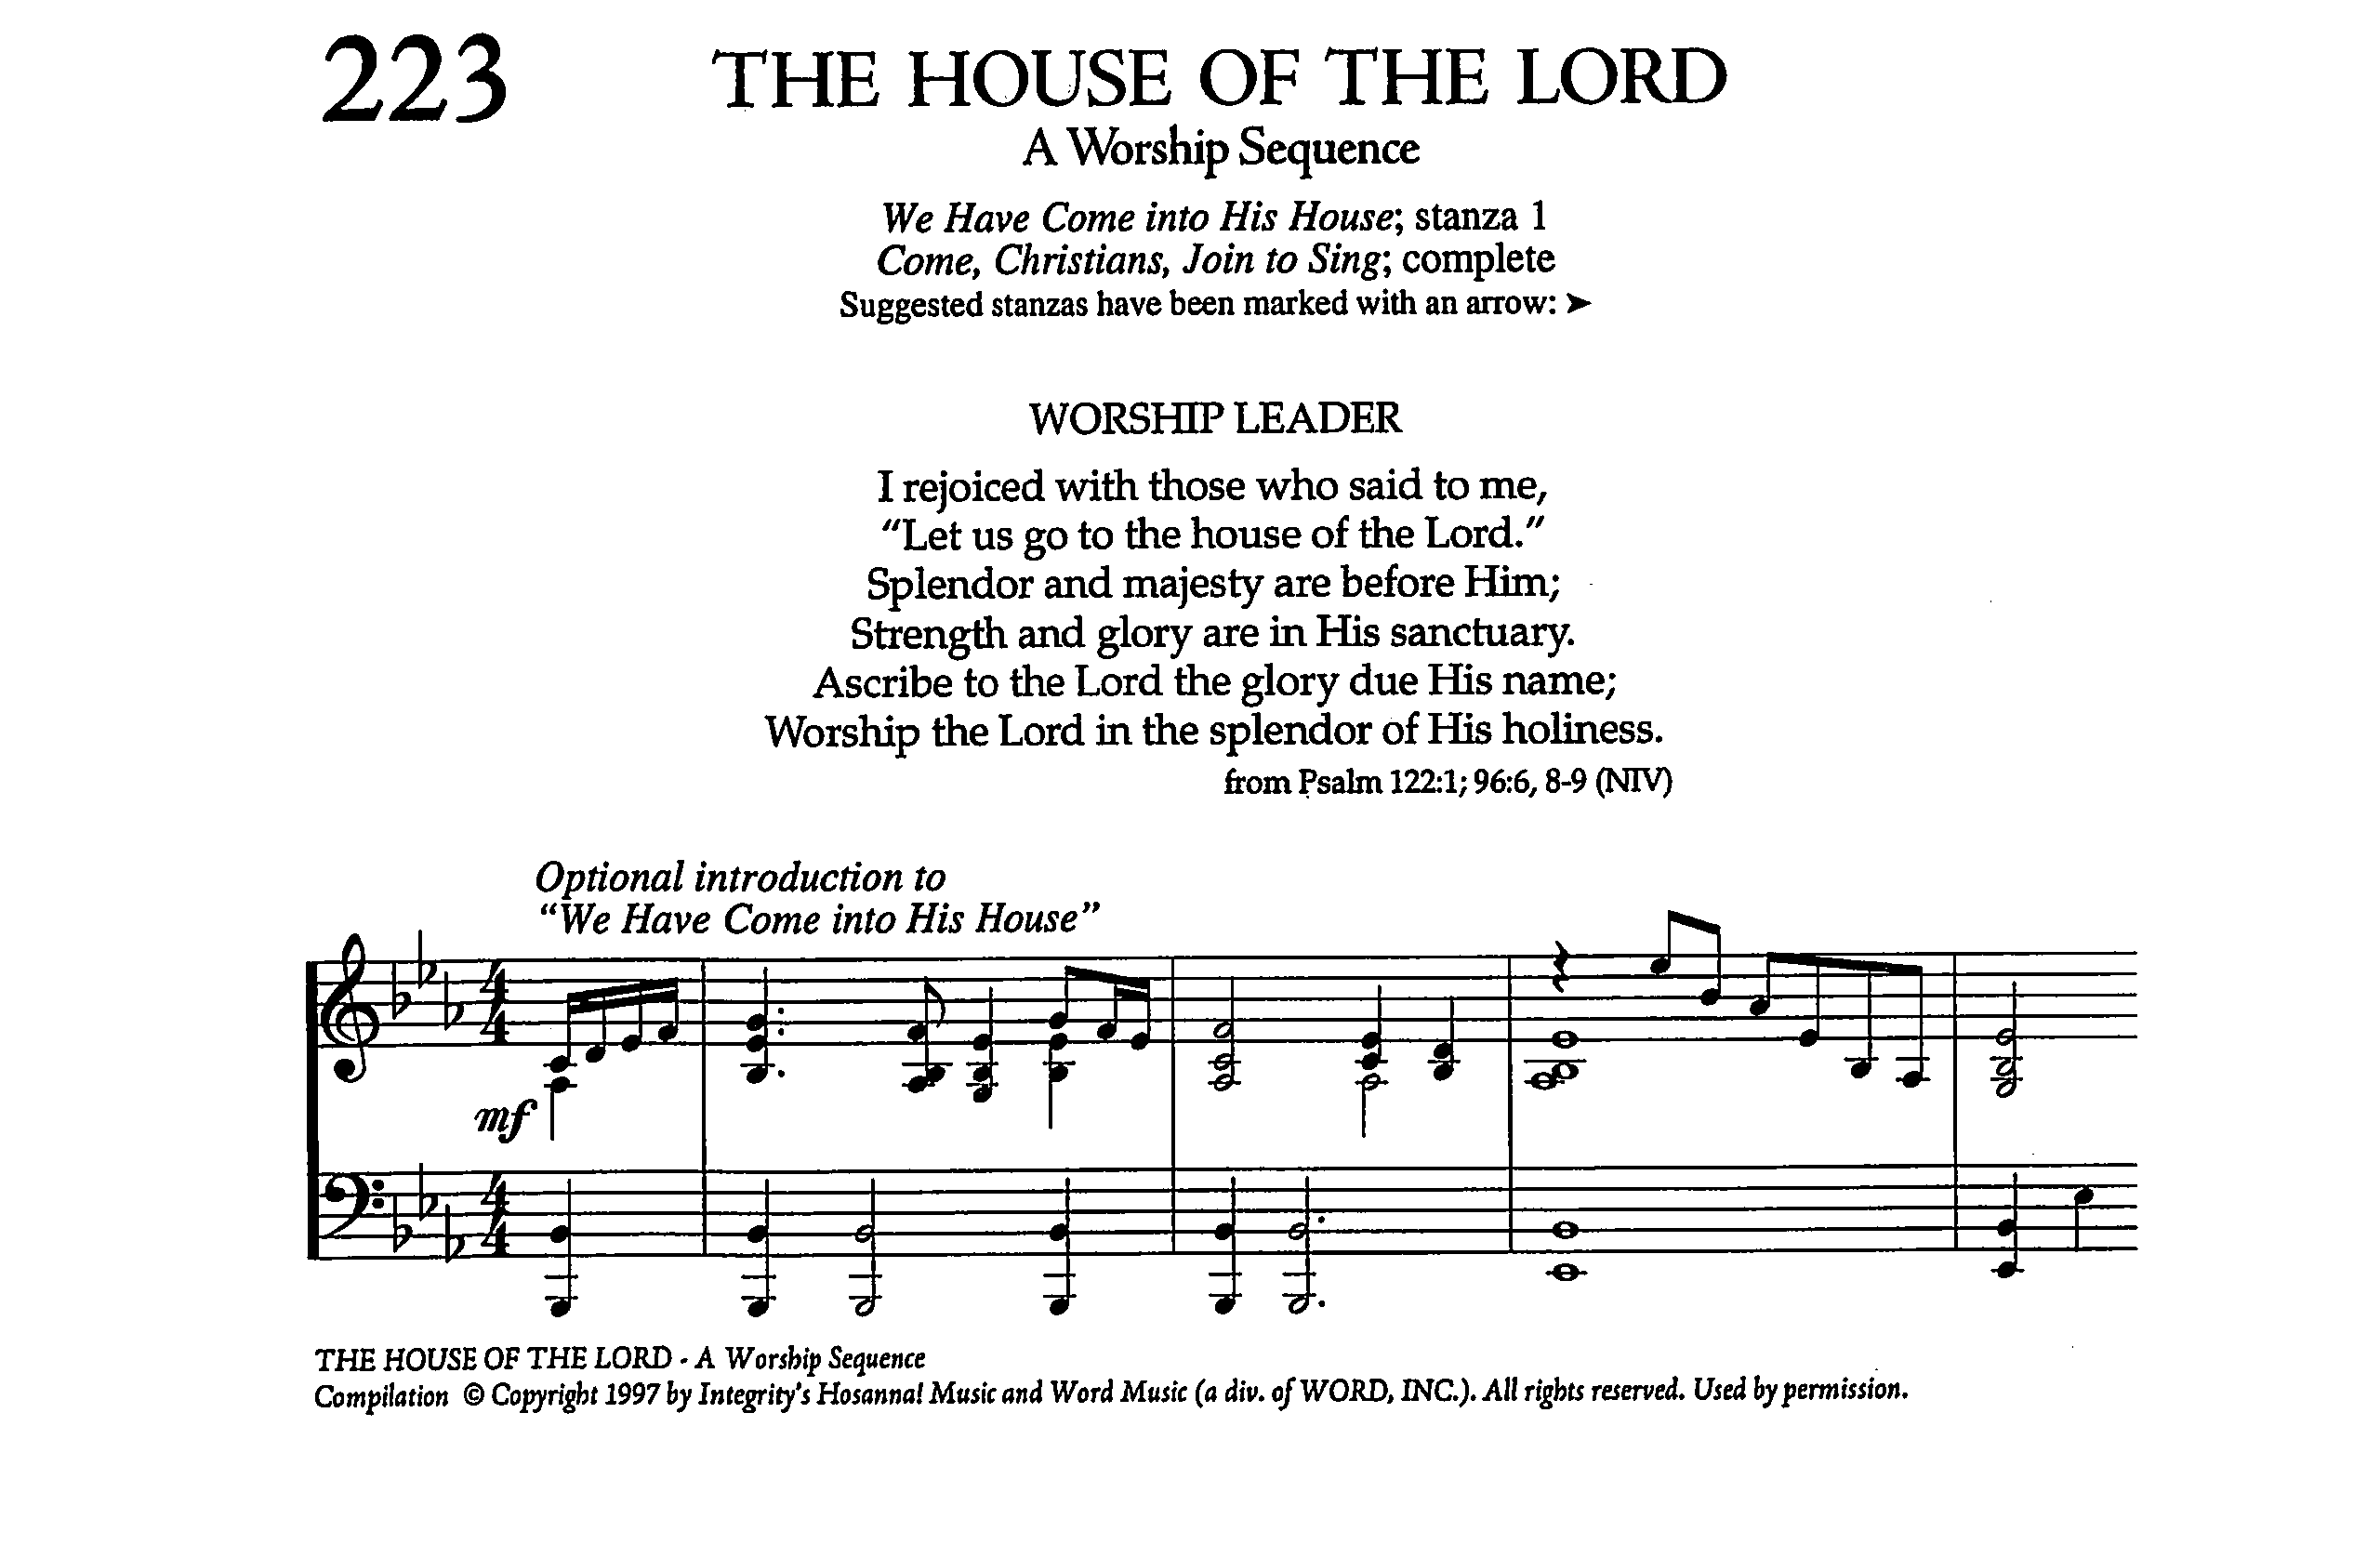 223
THE HOUSE OF THE LORD
A Worship Sequence
We Have Come into His House; stanza 1
Come, Christians, Join to Sing; complete
Suggested stanzas have been marked with an arrow: ➤
WORSHIP LEADER
I rejoiced with those who said to me,
"Let us go to the house of the Lord."
Splendor and majesty are before Him;
Strength and glory are in His sanctuary.
Ascribe to the Lord the glory due His name;
Worship the Lord in the splendor of His holiness.
from Psalm 122:1; 96:6, 8-9 (NIV)
Optional introduction to
“We Have Come into His House”
mf
THE HOUSE OF THE LORD - A Worship Sequence
Compilation © Copyright 1997 by Integrity's Hosanna! Music and Word Music (a div. of WORD, INC.). All rights reserved. Used by permission.